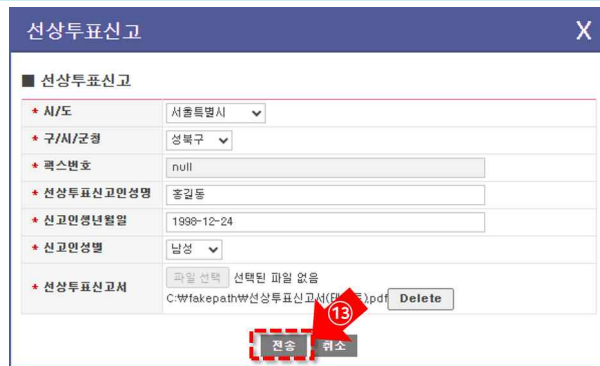 선상투표신고 X
■ 선상투표신고
* 시/도 서울특별시
* 구/시/군청 성북구
* 팩스번호 null
* 선상투표신고인성명 홍길동
* 신고인생년월일 1998-12-24
* 신고인성별 남성
* 선상투표신고서 파일 선택 선택된 파일 없음
C:₩fakepath₩선상투표신고서( ).pdf Delete
⑬
전송 취소